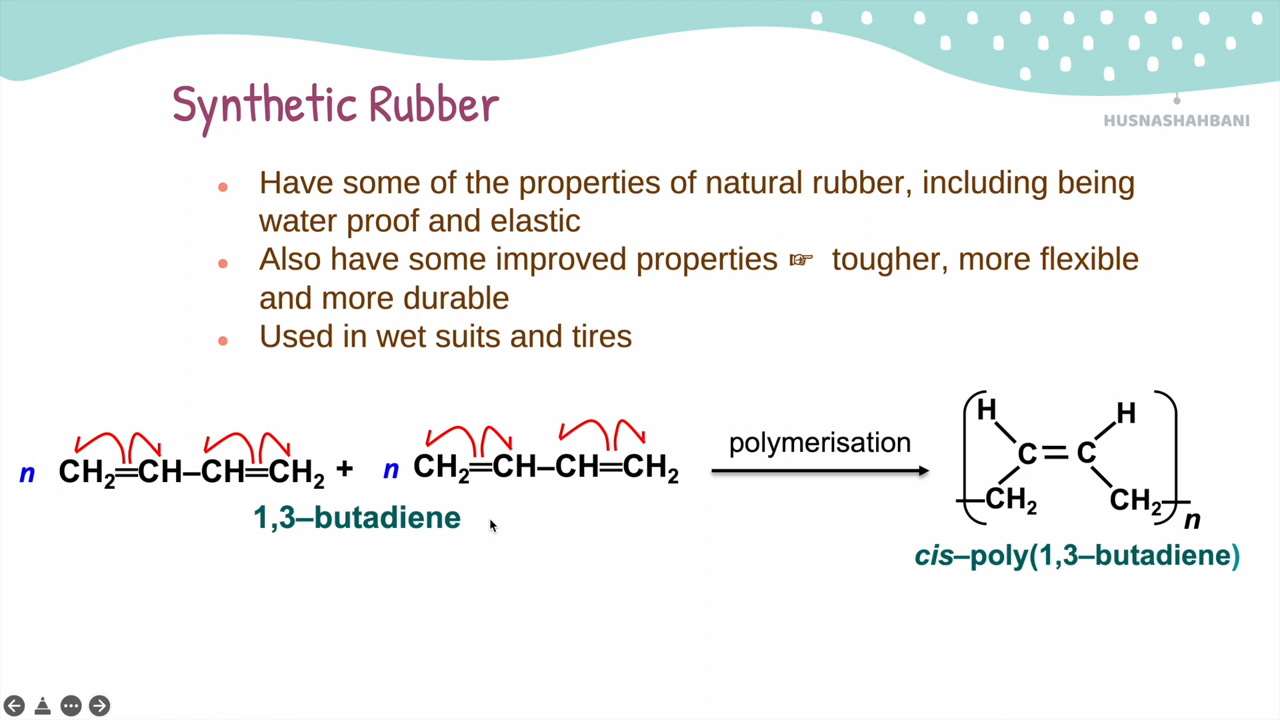 Synthetic Rubber
HUSNASHAHBANI
Have some of the properties of natural rubber, including being
water proof and elastic
Also have some improved properties ☞ tougher, more flexible
and more durable
Used in wet suits and tires
n CH₂=CH–CH=CH₂ + n CH₂=CH–CH=CH₂
1,3–butadiene
polymerisation
H H
C=C
CH₂ CH₂
n
cis–poly(1,3–butadiene)